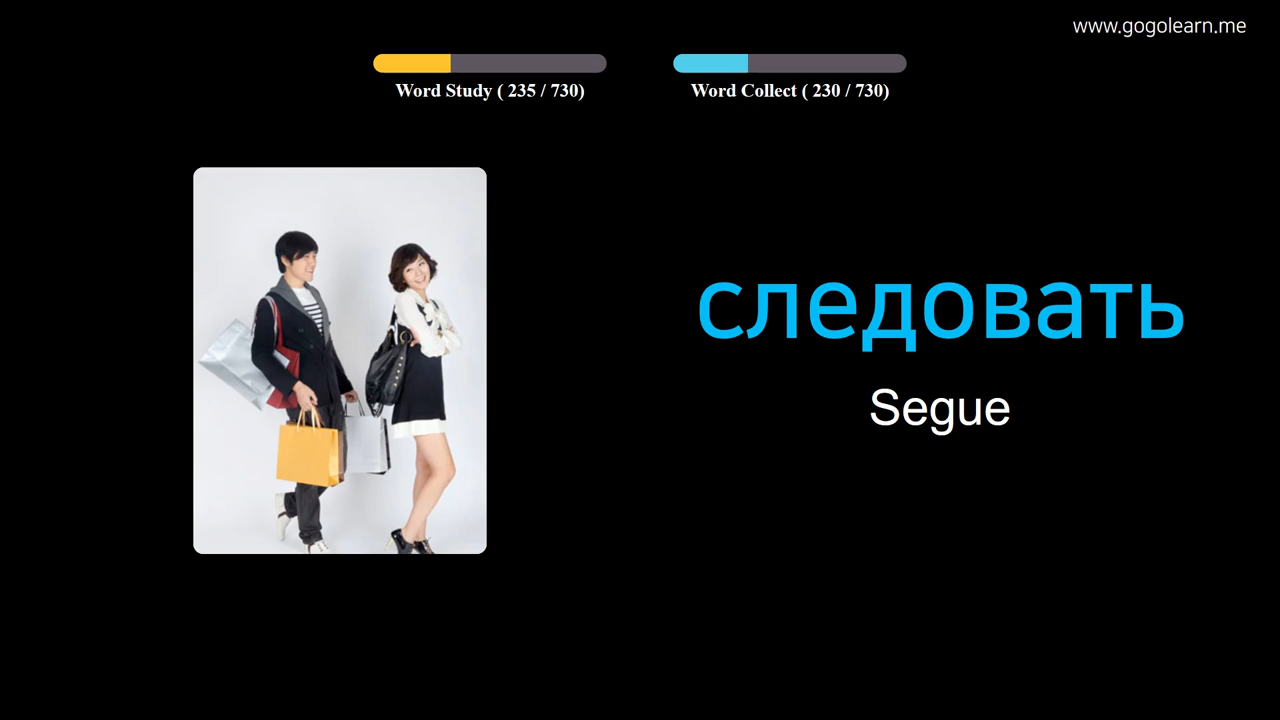 www.gogolearn.me
Word Study ( 235 / 730)
Word Collect ( 230 / 730)
следовать
Segue